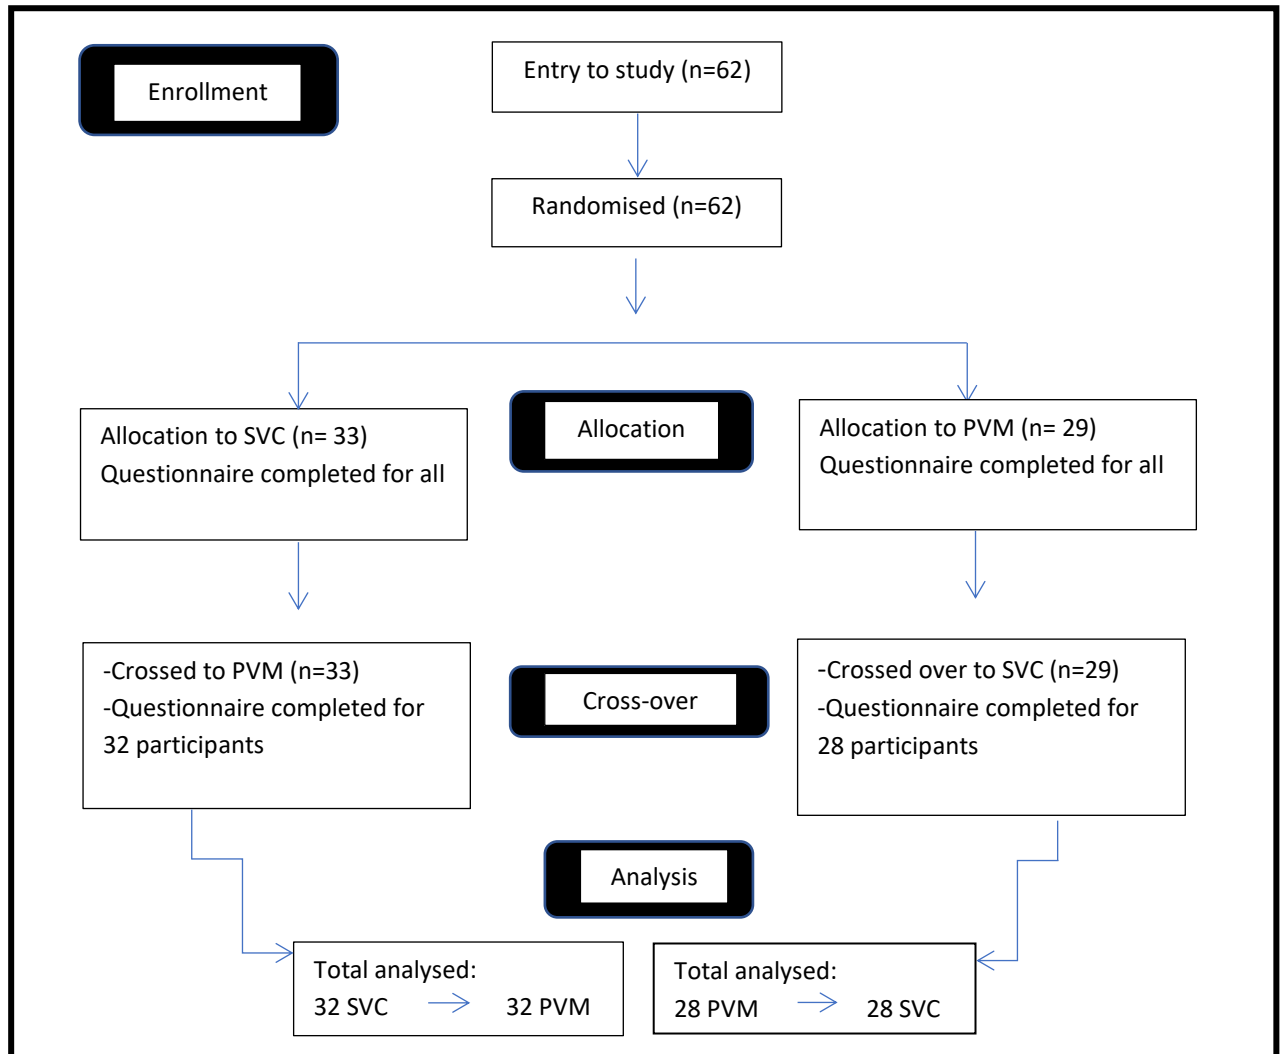 Enrollment
Entry to study (n=62)
Randomised (n=62)
Allocation to SVC (n= 33)
Questionnaire completed for all
Allocation
Allocation to PVM (n= 29)
Questionnaire completed for all
-Crossed to PVM (n=33)
-Questionnaire completed for
32 participants
Cross-over
-Crossed over to SVC (n=29)
-Questionnaire completed for
28 participants
Analysis
Total analysed:
32 SVC 32 PVM
Total analysed:
28 PVM 28 SVC